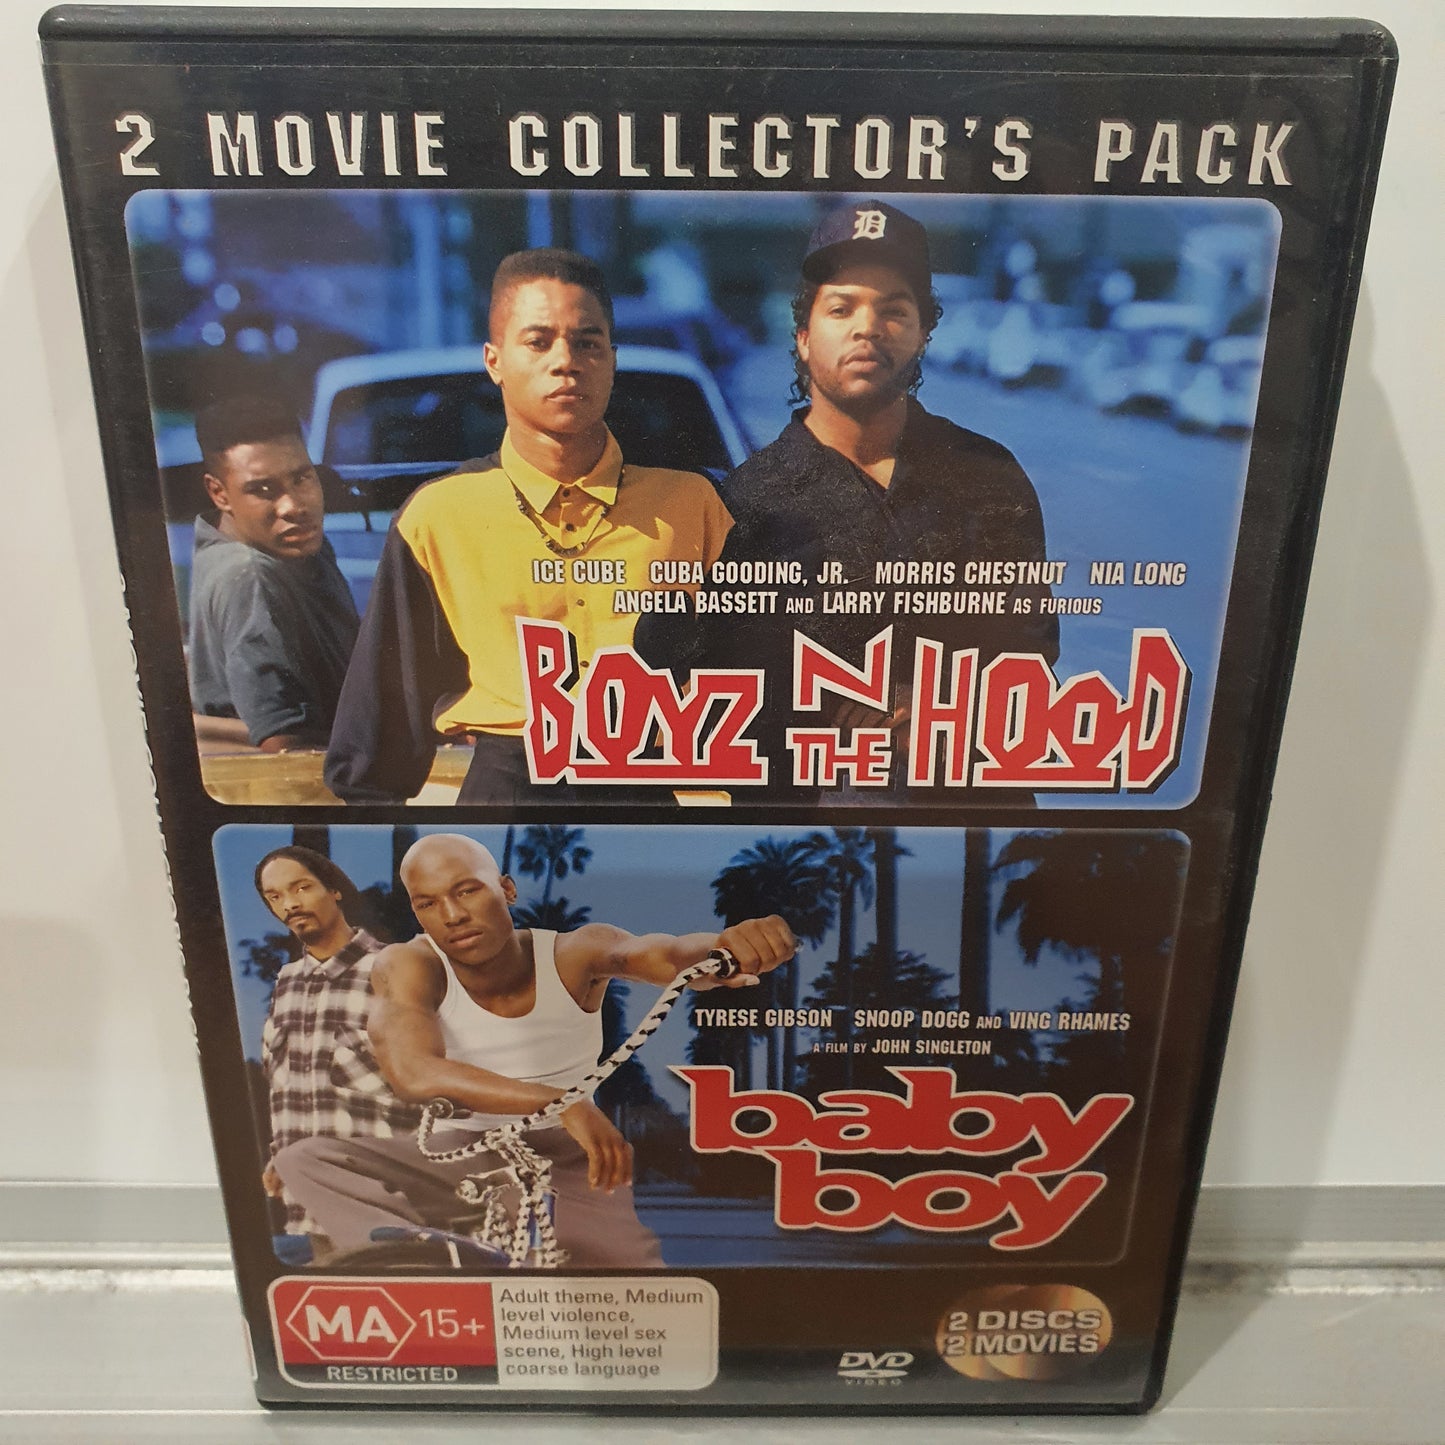 2 MOVIE COLLECTOR'S PACK
D
ICE CUBE CUBA GOODING, JR. MORRIS CHESTNUT NIA LONG
ANGELA BASSETT AND LARRY FISHBURNE AS FURIOUS
BOYZ N THE HOOD
TYRESE GIBSON SNOOP DOGG AND VING RHAMES
A FILM BY JOHN SINGLETON
baby
boy
MA 15+
RESTRICTED
Adult theme, Medium
level violence,
Medium level sex
scene, High level
coarse language
DVD
VIDEO
2 DISCS
2 MOVIES